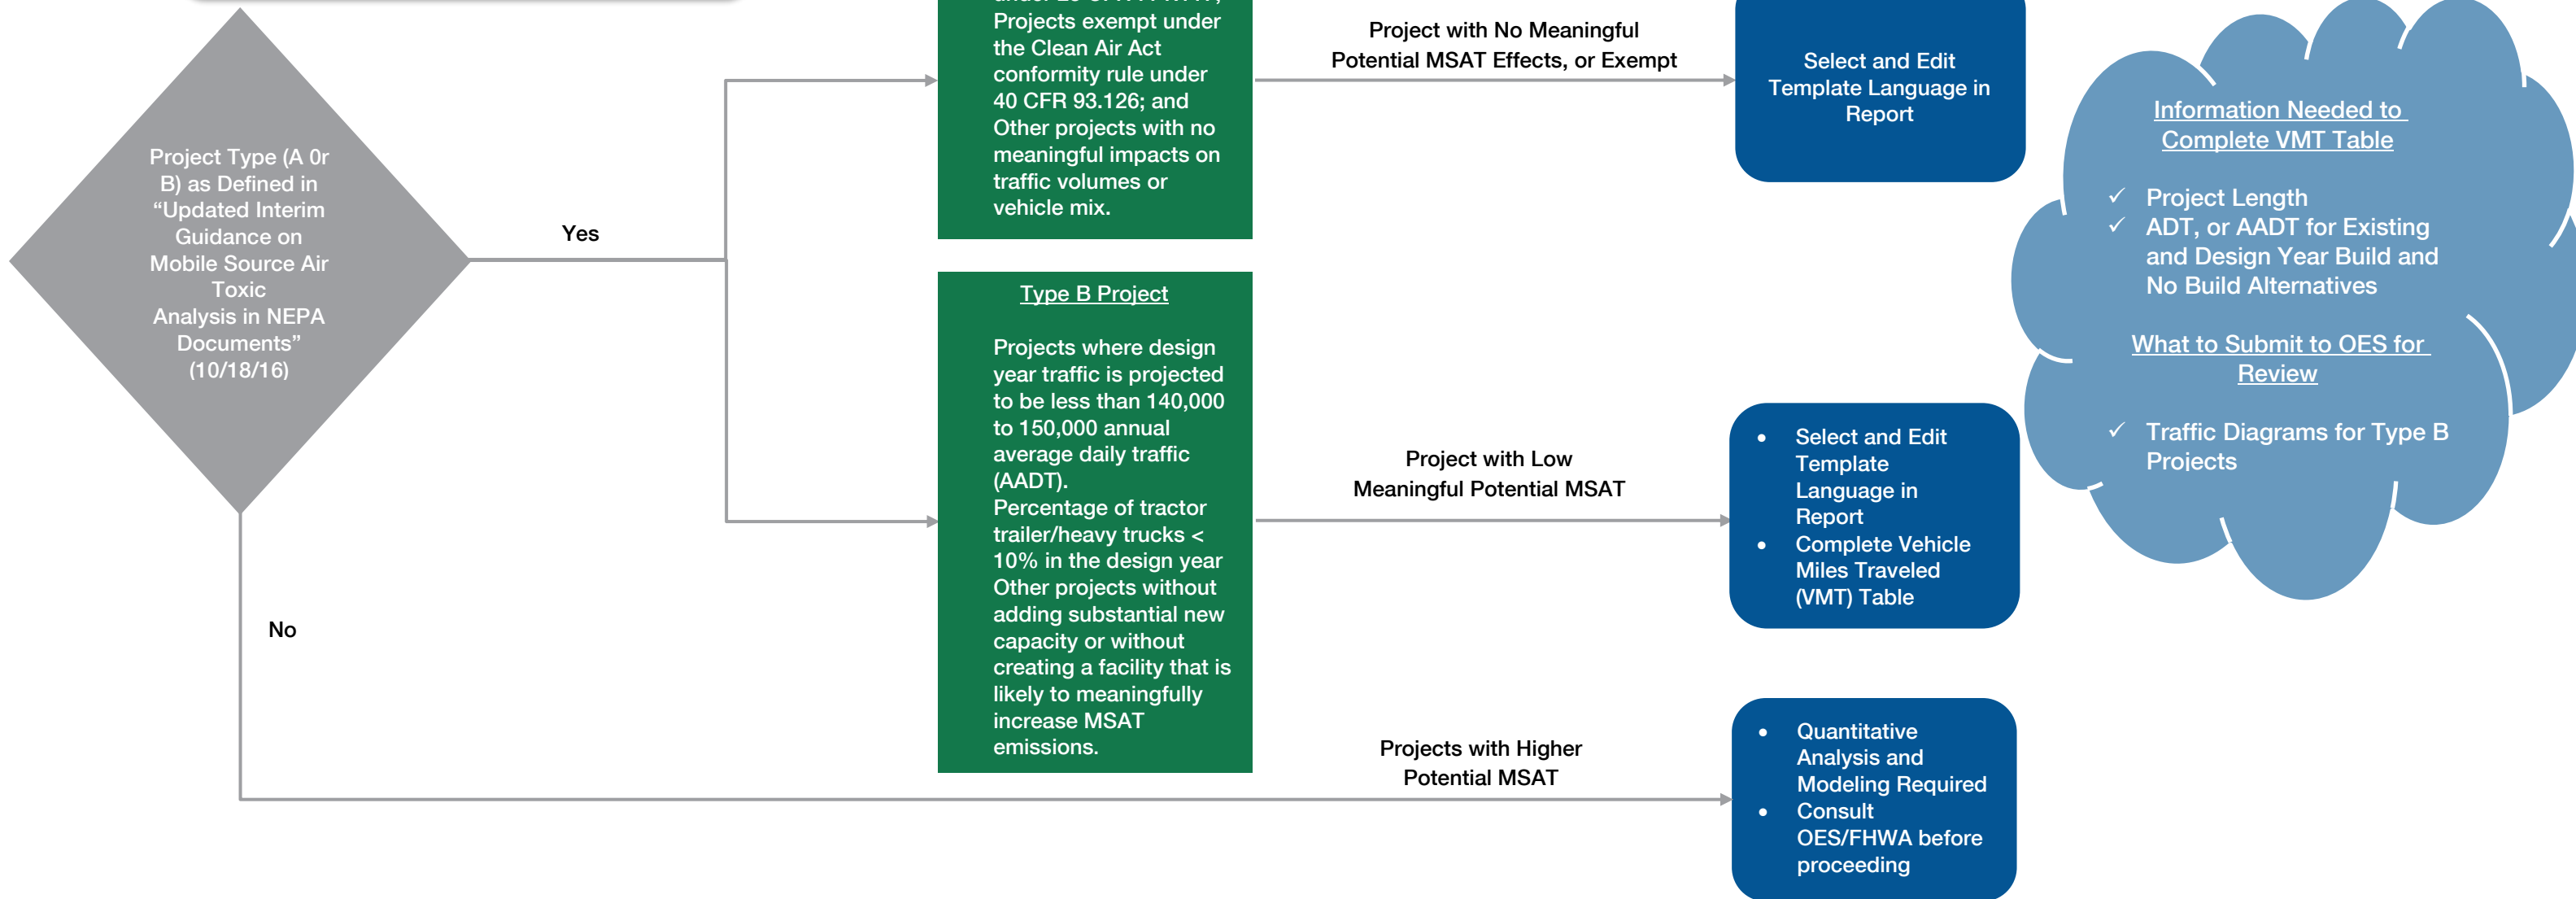 Project Type (A 0r
B) as Defined in
“Updated Interim
Guidance on
Mobile Source Air
Toxic
Analysis in NEPA
Documents”
(10/18/16)
Yes
No
Projects exempt under
the Clean Air Act
conformity rule under
40 CFR 93.126; and
Other projects with no
meaningful impacts on
traffic volumes or
vehicle mix.
Type B Project
Projects where design
year traffic is projected
to be less than 140,000
to 150,000 annual
average daily traffic
(AADT).
Percentage of tractor
trailer/heavy trucks <
10% in the design year
Other projects without
adding substantial new
capacity or without
creating a facility that is
likely to meaningfully
increase MSAT
emissions.
Project with No Meaningful
Potential MSAT Effects, or Exempt
Project with Low
Meaningful Potential MSAT
Projects with Higher
Potential MSAT
Select and Edit
Template Language in
Report
• Select and Edit
Template
Language in
Report
• Complete Vehicle
Miles Traveled
(VMT) Table
• Quantitative
Analysis and
Modeling Required
• Consult
OES/FHWA before
proceeding
Information Needed to
Complete VMT Table
✓ Project Length
✓ ADT, or AADT for Existing
and Design Year Build and
No Build Alternatives
What to Submit to OES for
Review
✓ Traffic Diagrams for Type B
Projects